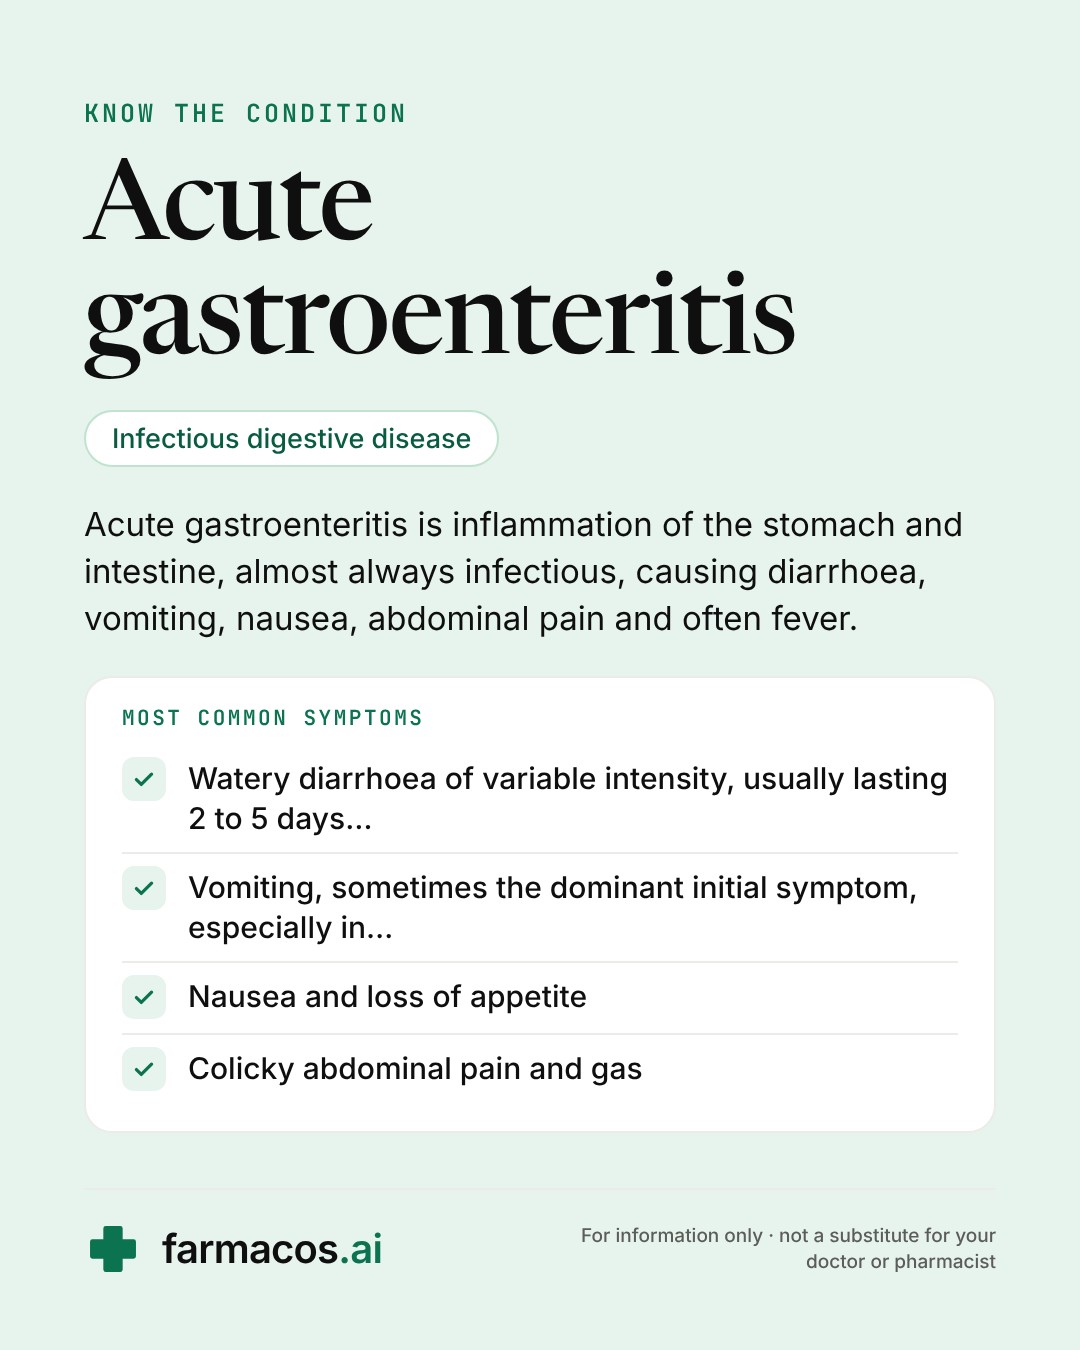 KNOW THE CONDITION
Acute
gastroenteritis
Infectious digestive disease
Acute gastroenteritis is inflammation of the stomach and
intestine, almost always infectious, causing diarrhoea,
vomiting, nausea, abdominal pain and often fever.
MOST COMMON SYMPTOMS
Watery diarrhoea of variable intensity, usually lasting
2 to 5 days…
Vomiting, sometimes the dominant initial symptom,
especially in…
Nausea and loss of appetite
Colicky abdominal pain and gas
farmacos.ai
For information only · not a substitute for your
doctor or pharmacist